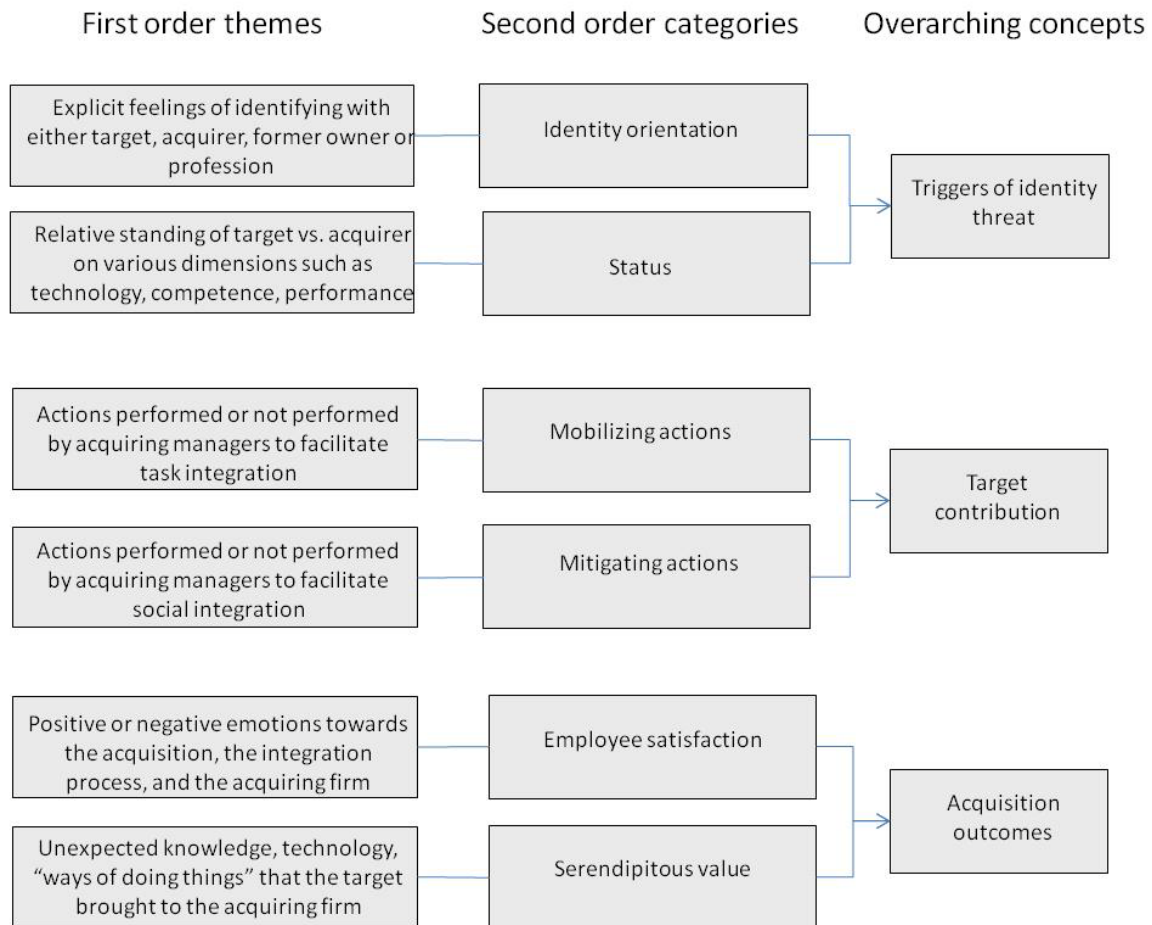 First order themes
Second order categories
Overarching concepts
Explicit feelings of identifying with
either target, acquirer, former owner or
profession
Identity orientation
Triggers of identity
threat
Relative standing of target vs. acquirer
on various dimensions such as
technology, competence, performance
Status
Actions performed or not performed
by acquiring managers to facilitate
task integration
Mobilizing actions
Target
contribution
Actions performed or not performed
by acquiring managers to facilitate
social integration
Mitigating actions
Positive or negative emotions towards
the acquisition, the integration
process, and the acquiring firm
Employee satisfaction
Acquisition
outcomes
Unexpected knowledge, technology,
“ways of doing things” that the target
brought to the acquiring firm
Serendipitous value